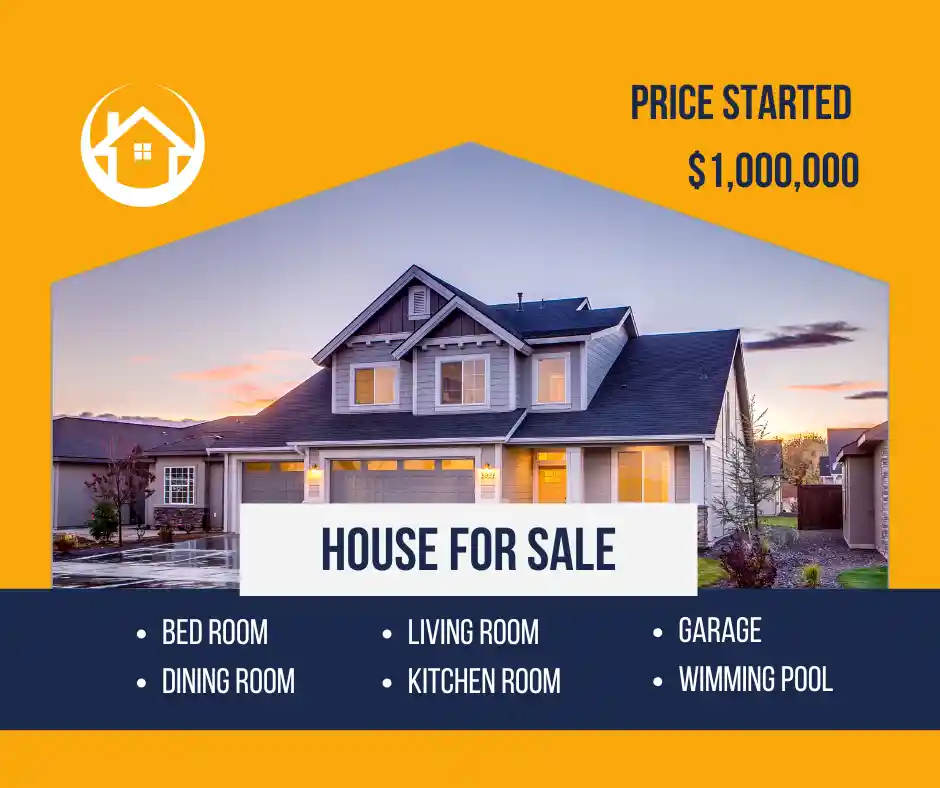 PRICE STARTED
$1,000,000
HOUSE FOR SALE
BED ROOM
DINING ROOM
LIVING ROOM
KITCHEN ROOM
GARAGE
WIMMING POOL